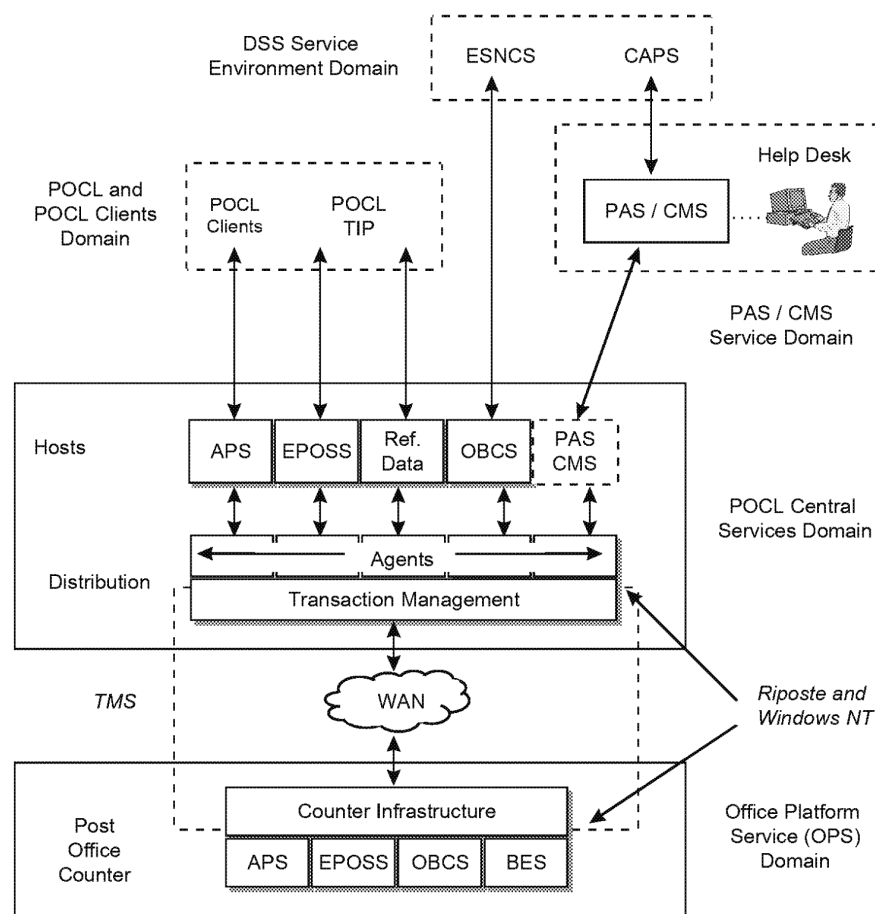 DSS Service
Environment Domain
ESNCS
CAPS
Help Desk
PAS / CMS
POCL and
POCL Clients
Domain
POCL
Clients
POCL
TIP
PAS / CMS
Service Domain
Hosts
APS
EPOSS
Ref.
Data
OBCS
PAS
CMS
POCL Central
Services Domain
Agents
Distribution
Transaction Management
TMS
WAN
Riposte and
Windows NT
Post
Office
Counter
Counter Infrastructure
APS
EPOSS
OBCS
BES
Office Platform
Service (OPS)
Domain